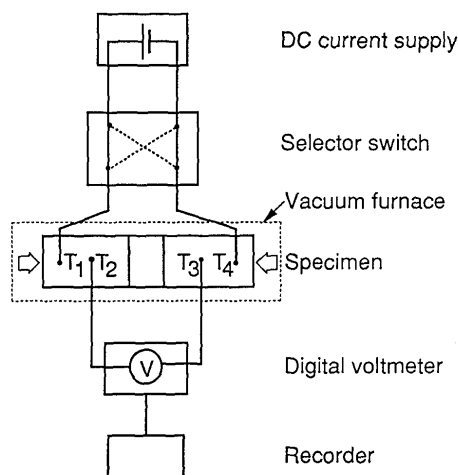 DC current supply
Selector switch
Vacuum furnace
T1 T2 T3 T4 Specimen
V Digital voltmeter
Recorder